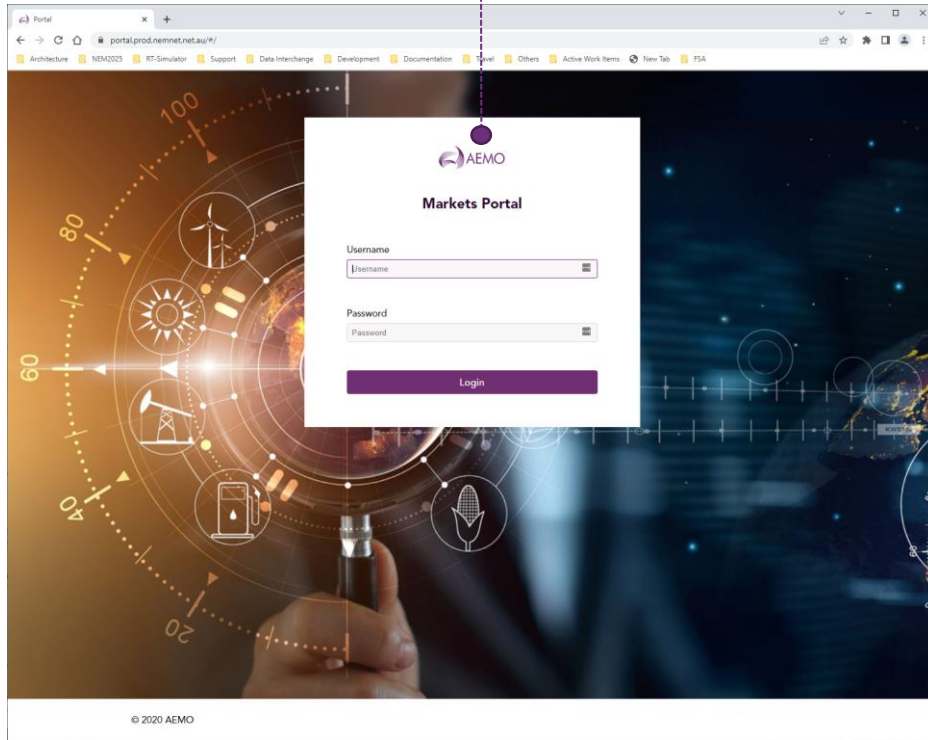 Portal
portal.prod.nemnet.net.au/#/
Architecture NEM2025 RT-Simulator Support Data Interchange Development Documentation Travel Others Active Work Items New Tab FSA
100
80
60
40
20
AEMO
Markets Portal
Username
Username
Password
Password
Login
60
© 2020 AEMO